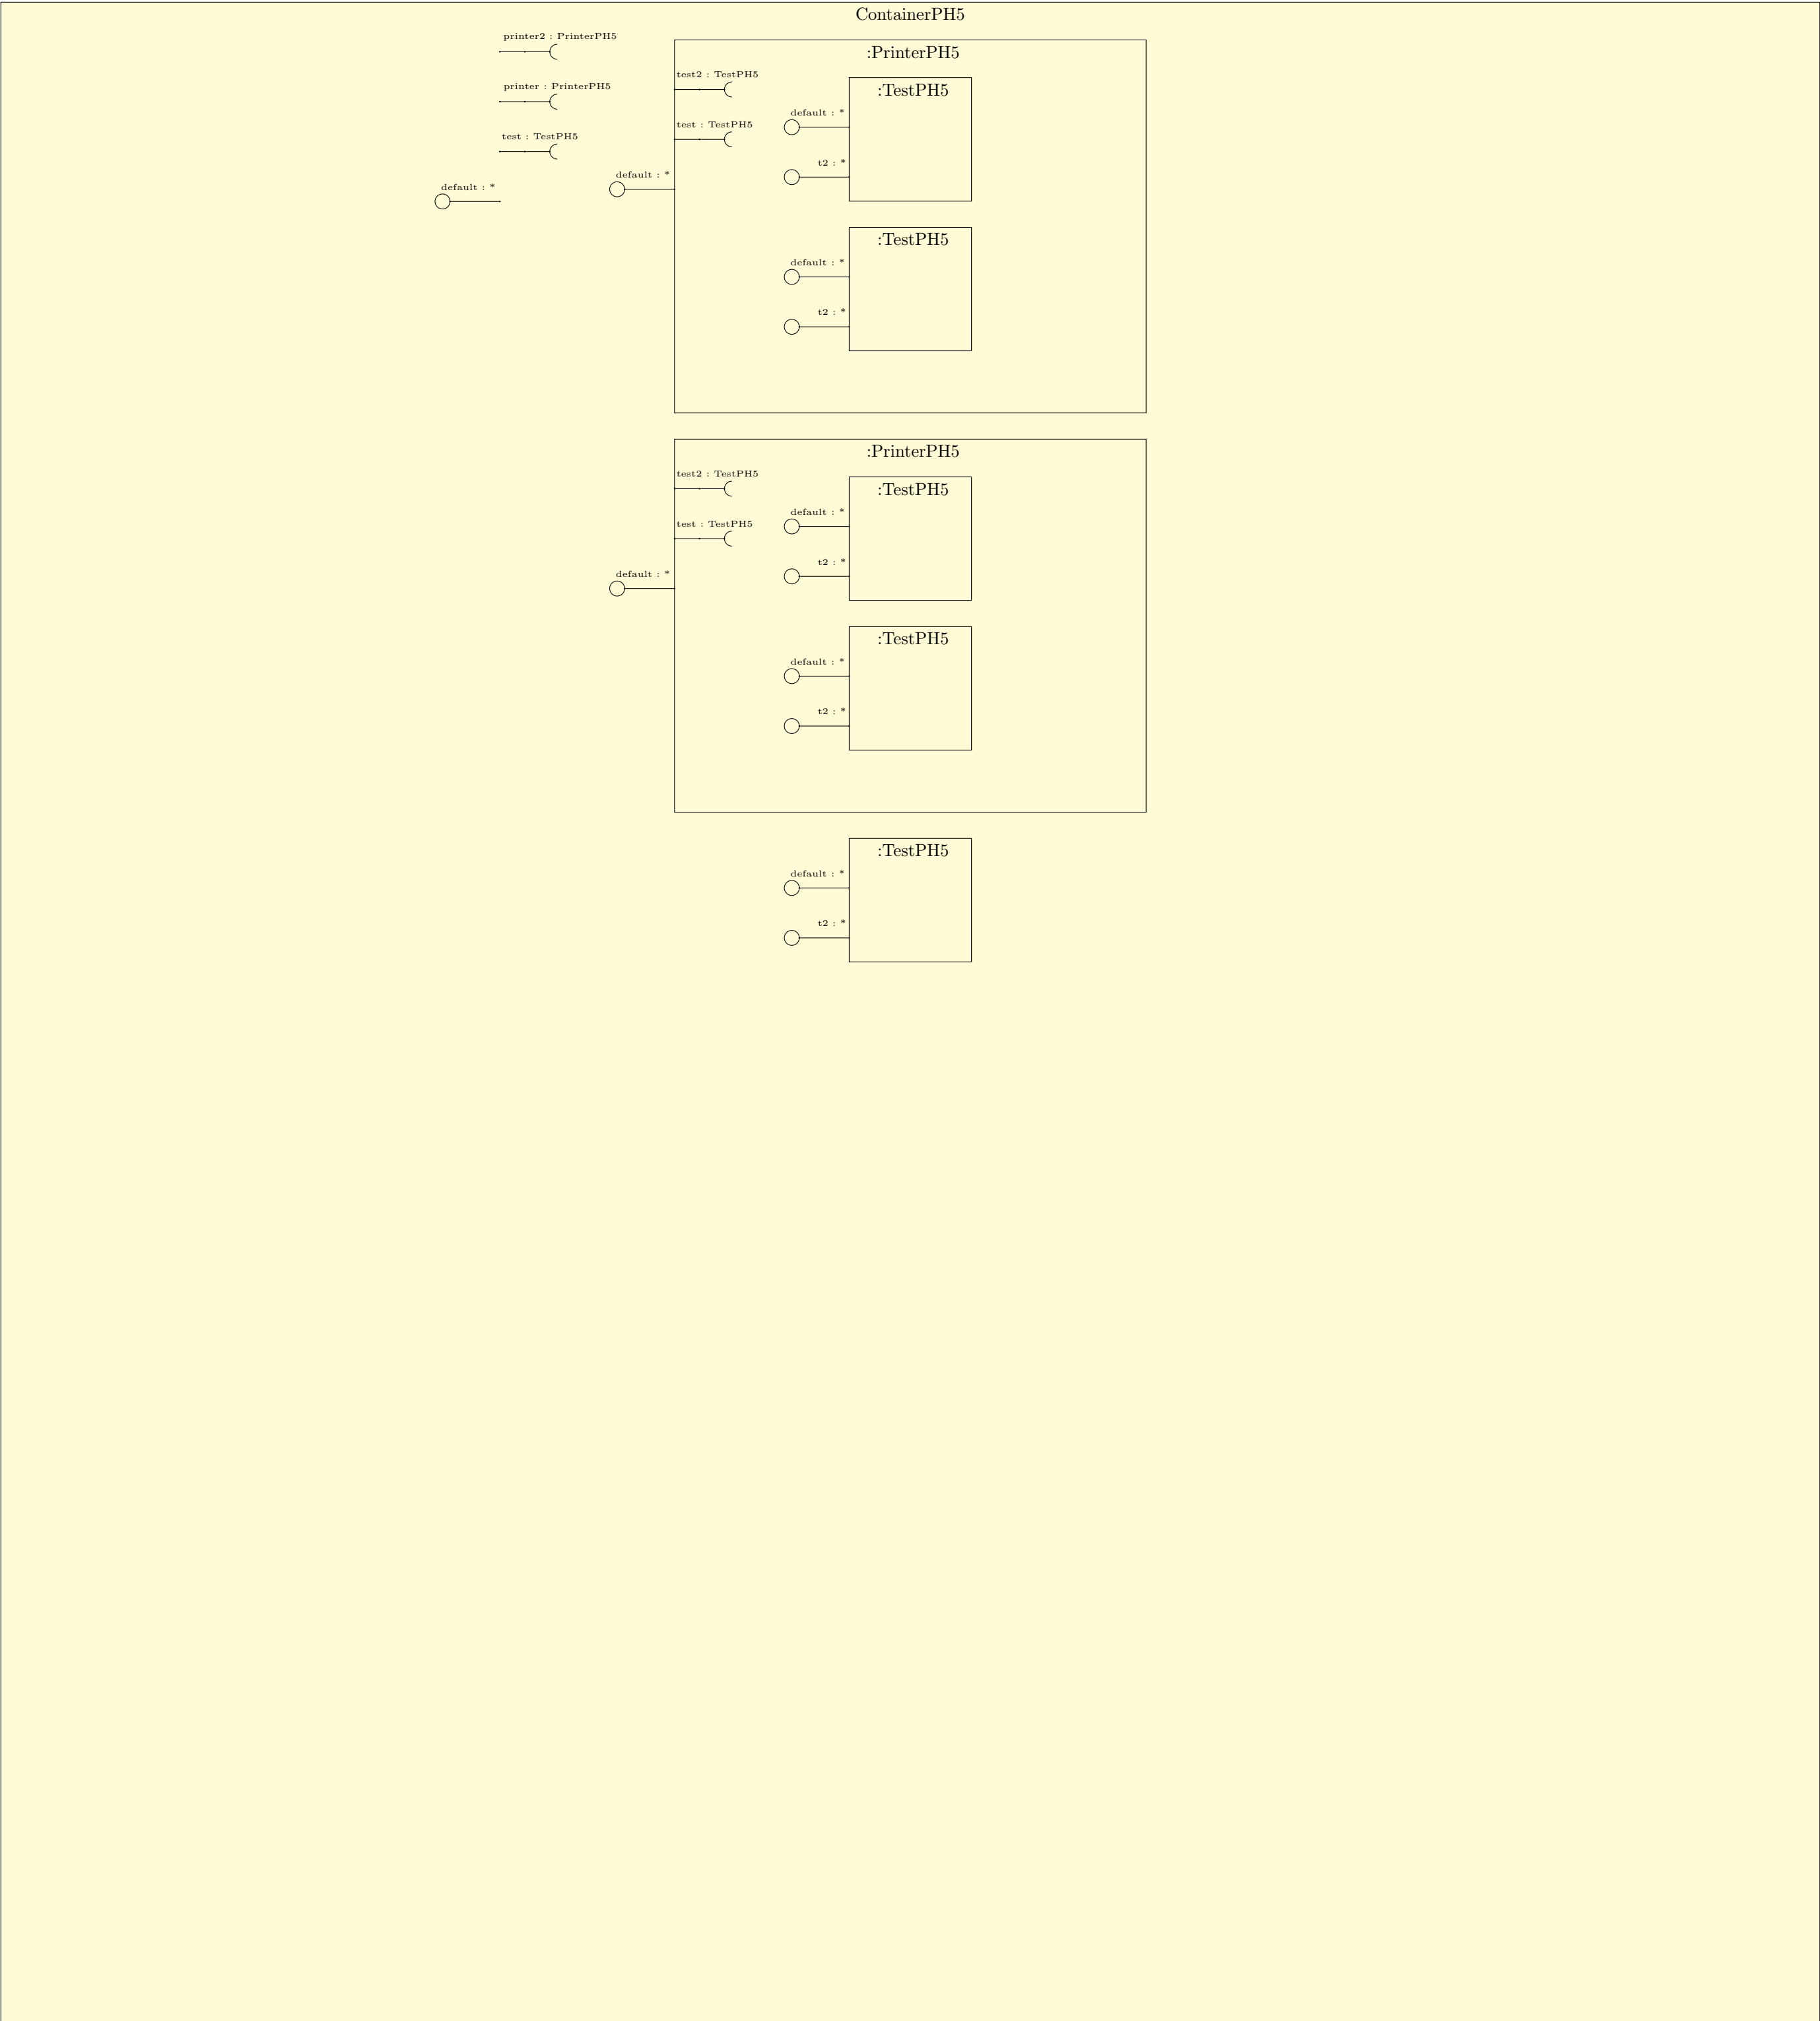 ContainerPH5
printer2 : PrinterPH5
:PrinterPH5
test2 : TestPH5
printer : PrinterPH5
:TestPH5
default : *
test : TestPH5
test : TestPH5
t2 : *
default : *
default : *
:TestPH5
default : *
t2 : *
:PrinterPH5
test2 : TestPH5
:TestPH5
default : *
test : TestPH5
t2 : *
default : *
:TestPH5
default : *
t2 : *
:TestPH5
default : *
t2 : *